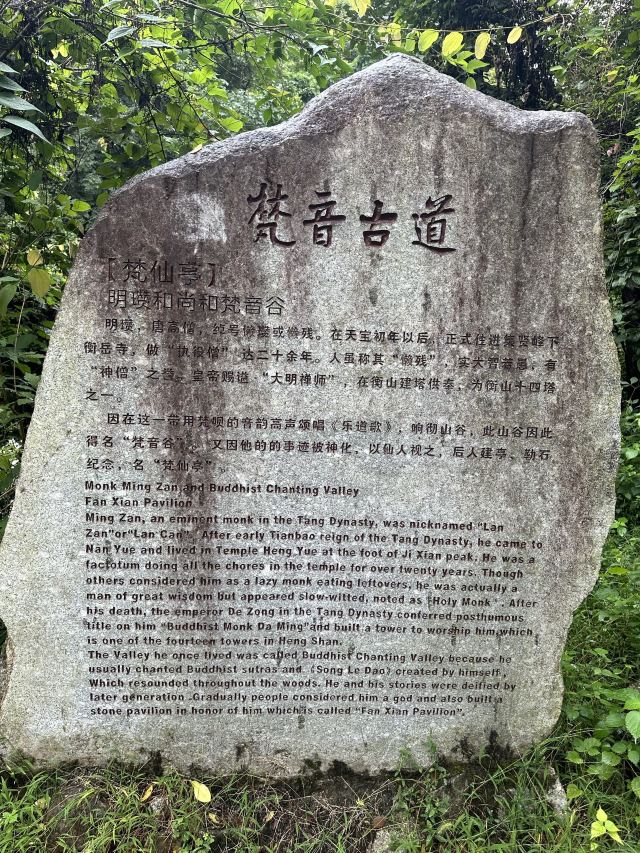 梵音古道
[梵仙亭]
明瓒和尚和梵音谷
明瓒，唐高僧，绰号懒瓒或懒残。在天宝初年以后，正式往进集贤峰下
衡岳寺，做“执役僧”达二十余年。人虽称其“懒残”，实大智若愚，有
“神僧”之誉。皇帝赐送“大明禅师”，在衡山建塔供奉，为衡山十四塔
之一。
因在这一带用梵呗的音韵高声颂唱《乐道歌》，响彻山谷，此山谷因此
得名“梵音谷”。又因他的的事迹被神化，以仙人视之，后人建亭，勒石
纪念，名“梵仙亭”。
Monk Ming Zan and Buddhist Chanting Valley
Fan Xian Pavilion
Ming Zan, an eminent monk in the Tang Dynasty, was nicknamed “Lan
Zan”or“Lan Can”. After early Tianbao reign of the Tang Dynasty, he came to
Nan Yue and lived in Temple Heng Yue at the foot of Ji Xian peak. He was a
factotum doing all the chores in the temple for over twenty years. Though
others considered him as a lazy monk eating leftovers, he was actually a
man of great wisdom but appeared slow-witted, noted as “Holy Monk”. After
his death, the emperor De Zong in the Tang Dynasty conferred posthumous
title on him “Buddhist Monk Da Ming”and built a tower to worship him,which
is one of the fourteen towers in Heng Shan.
The Valley he once lived was called Buddhist Chanting Valley because he
usually chanted Buddhist sutras and 《Song Le Dao》created by himself,
Which resounded throughout the woods. He and his stories were deified by
later generation .Gradually people considered him a god and also built a
stone pavilion in honor of him which is called “Fan Xian Pavilion”.